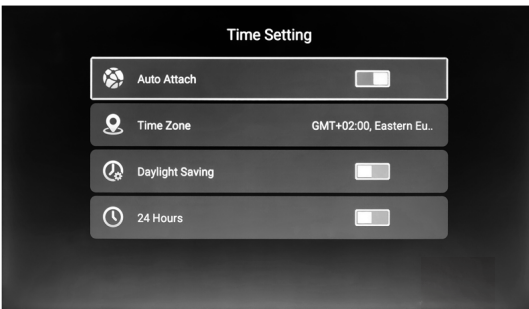 Time Setting
Auto Attach
Time Zone GMT+02:00, Eastern Eu..
Daylight Saving
24 Hours